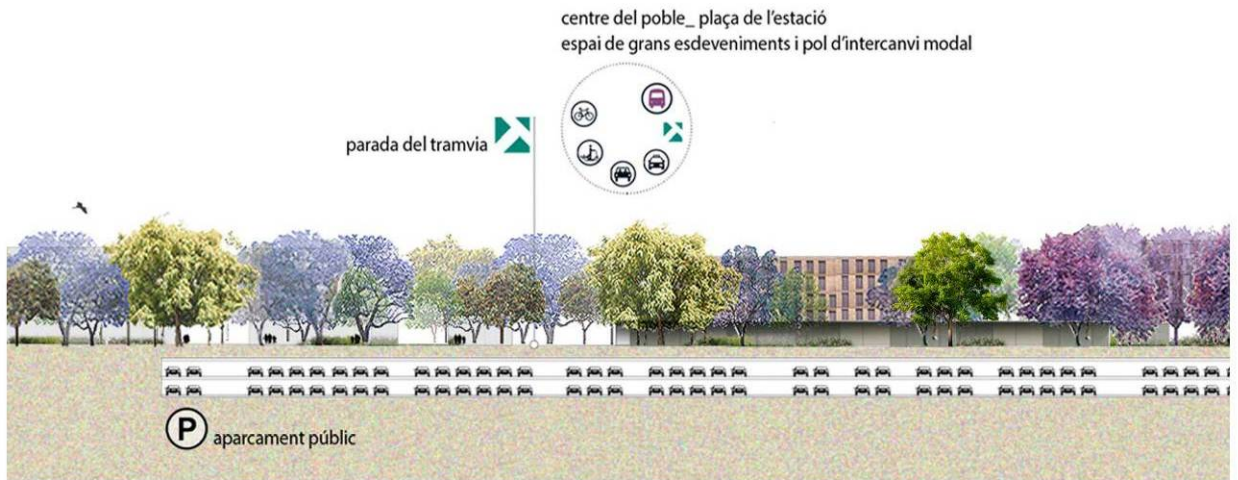 centre del poble_ plaça de l'estació
espai de grans esdeveniments i pol d'intercanvi modal
parada del tramvia
P aparcament públic